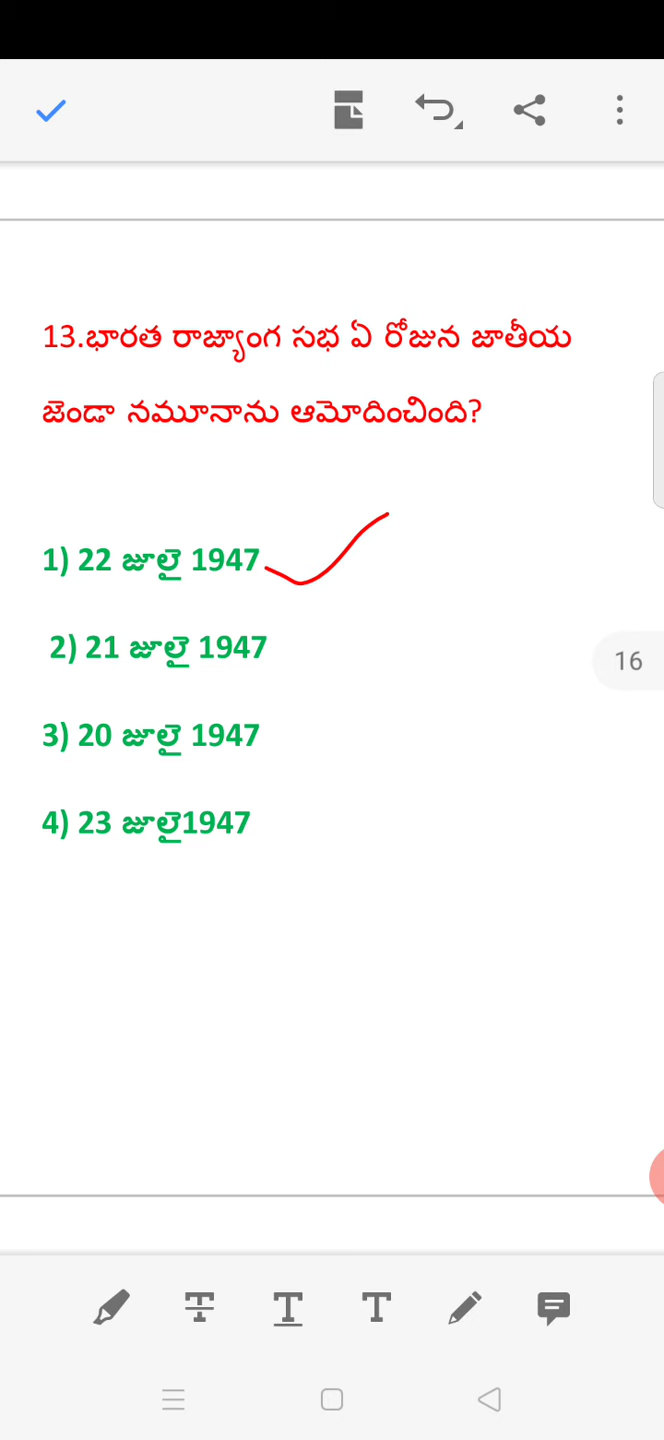 13.భారత రాజ్యాంగ సభ ఏ రోజున జాతీయ
జెండా నమూనాను ఆమోదించింది?
1) 22 జూలై 1947
2) 21 జూలై 1947
16
3) 20 జూలై 1947
4) 23 జూలై1947